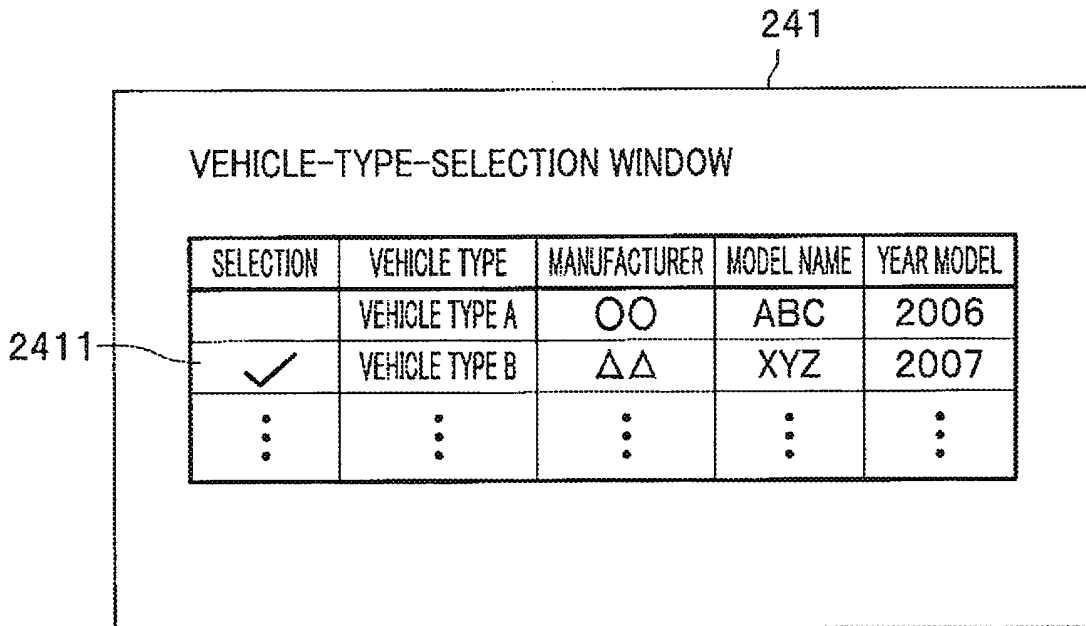 241
VEHICLE-TYPE-SELECTION WINDOW
SELECTION VEHICLE TYPE MANUFACTURER MODEL NAME YEAR MODEL
VEHICLE TYPE A ○○ ABC 2006
2411 ✓ VEHICLE TYPE B △△ XYZ 2007
⋮ ⋮ ⋮ ⋮ ⋮